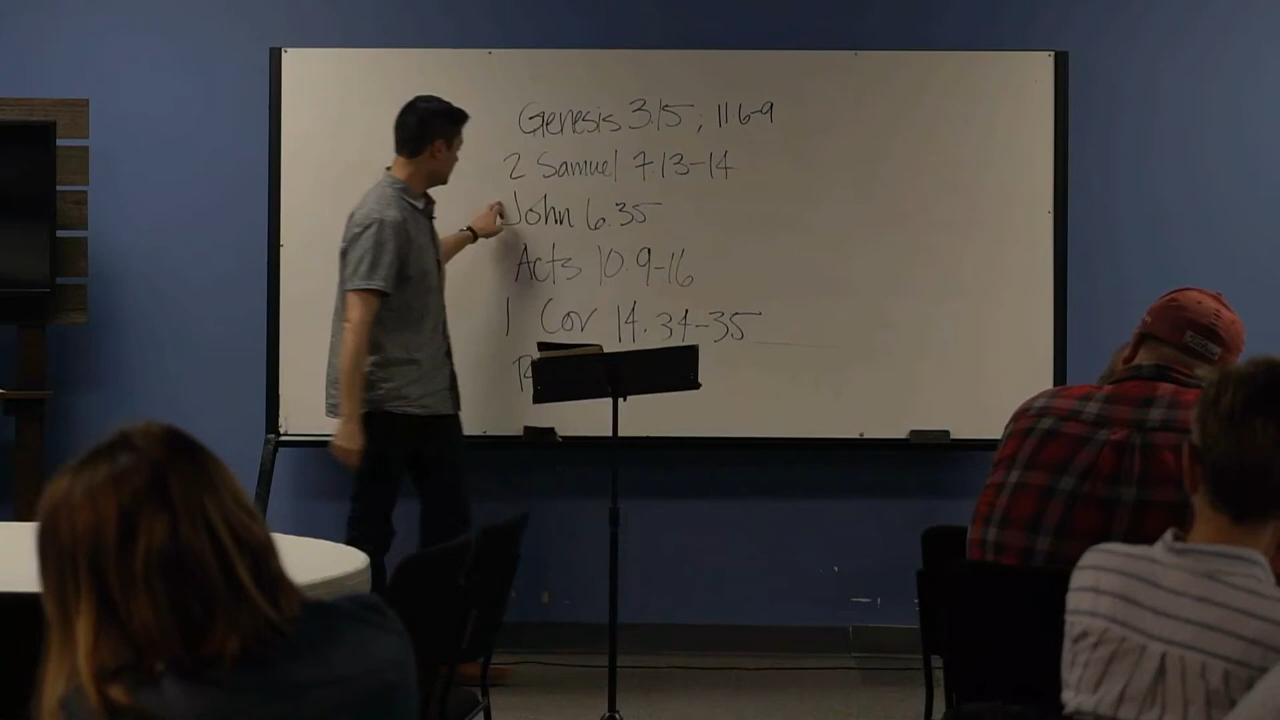 Genesis 3.15; 11.6-9
2 Samuel 7.13-14
John 6.35
Acts 10.9-16
1 Cor 14.34-35